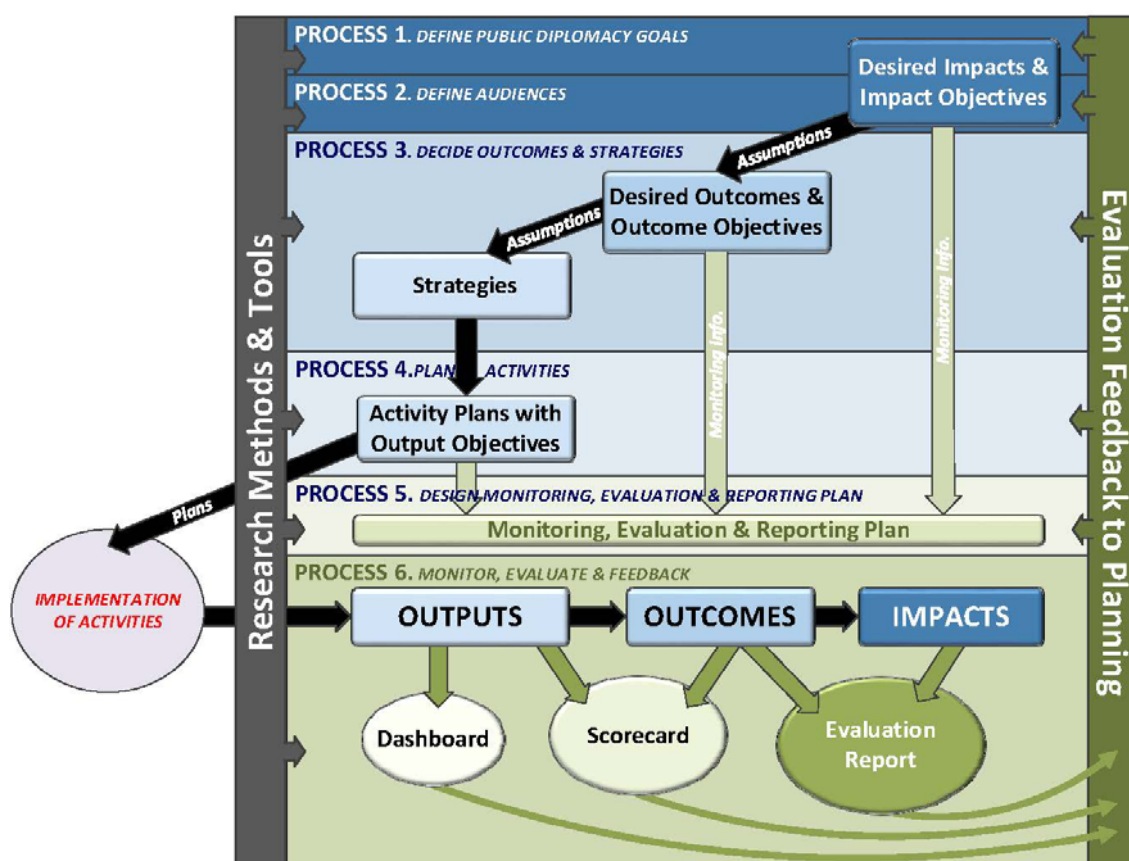 PROCESS 1. DEFINE PUBLIC DIPLOMACY GOALS
Desired Impacts &
Impact Objectives
PROCESS 2. DEFINE AUDIENCES
Assumptions
PROCESS 3. DECIDE OUTCOMES & STRATEGIES
Desired Outcomes &
Outcome Objectives
Assumptions
Strategies
Monitoring Info.
Monitoring Info.
PROCESS 4. PLAN ACTIVITIES
Activity Plans with
Output Objectives
Plans
PROCESS 5. DESIGN MONITORING, EVALUATION & REPORTING PLAN
Monitoring, Evaluation & Reporting Plan
PROCESS 6. MONITOR, EVALUATE & FEEDBACK
IMPLEMENTATION
OF ACTIVITIES
OUTPUTS
OUTCOMES
IMPACTS
Dashboard
Scorecard
Evaluation
Report
Research Methods & Tools
Evaluation Feedback to Planning